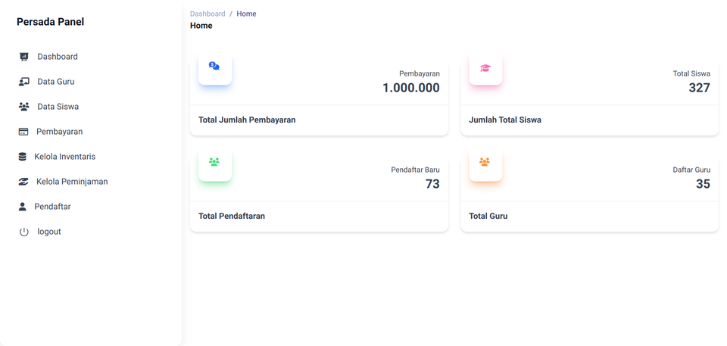 Persada Panel
Dashboard
Data Guru
Data Siswa
Pembayaran
Kelola Inventaris
Kelola Peminjaman
Pendaftar
logout
Dashboard / Home
Home
Pembayaran
1.000.000
Total Jumlah Pembayaran
Total Siswa
327
Jumlah Total Siswa
Pendaftar Baru
73
Total Pendaftaran
Daftar Guru
35
Total Guru